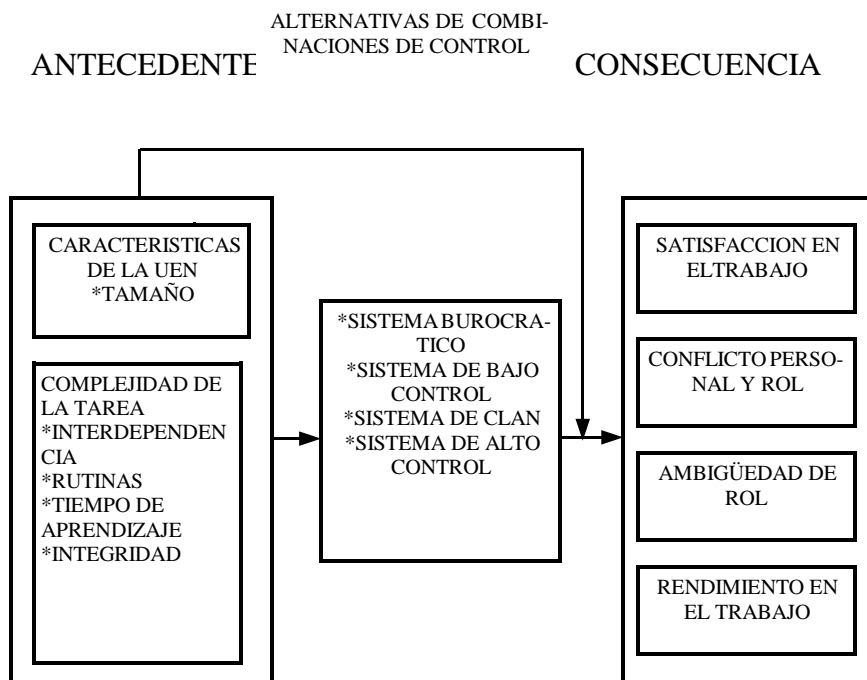 ALTERNATIVAS DE COMBI-
NACIONES DE CONTROL
ANTECEDENTE
CONSECUENCIA
CARACTERISTICAS
DE LA UEN
*TAMAÑO
COMPLEJIDAD DE
LA TAREA
*INTERDEPENDEN
CIA
*RUTINAS
*TIEMPO DE
APRENDIZAJE
*INTEGRIDAD
*SISTEMA BUROCRA-
TICO
*SISTEMA DE BAJO
CONTROL
*SISTEMA DE CLAN
*SISTEMA DE ALTO
CONTROL
SATISFACCION EN
ELTRABAJO
CONFLICTO PERSO-
NAL Y ROL
AMBIGÜEDAD DE
ROL
RENDIMIENTO EN
EL TRABAJO